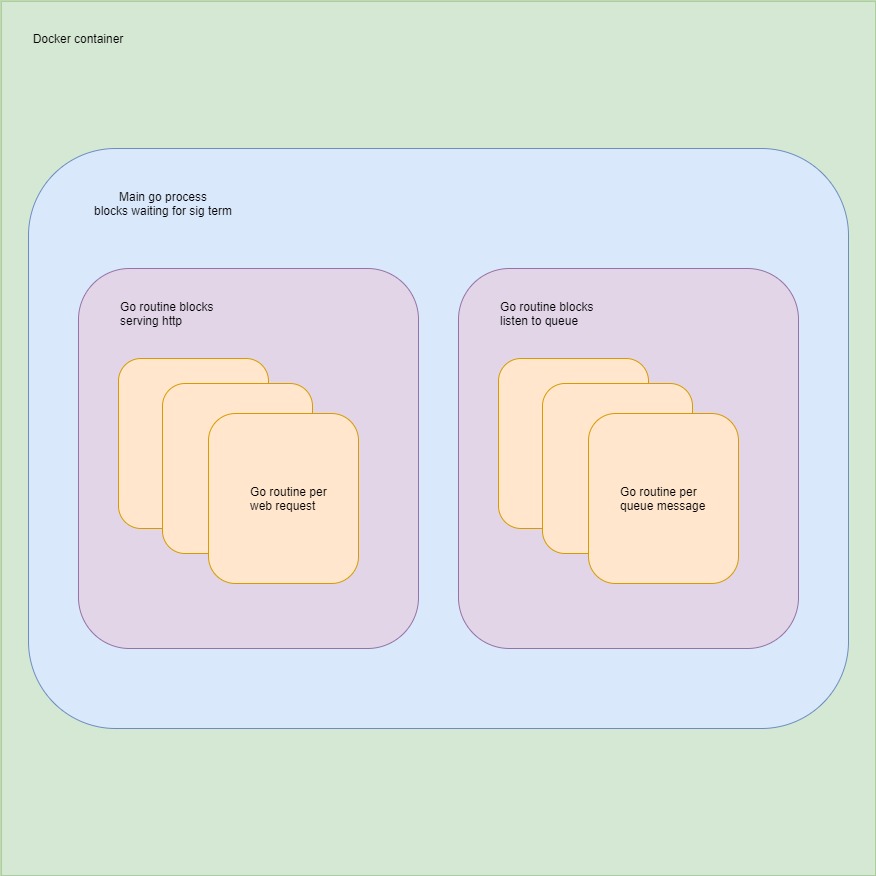 Docker container
Main go process
blocks waiting for sig term
Go routine blocks
serving http
Go routine blocks
listen to queue
Go routine per
web request
Go routine per
queue message